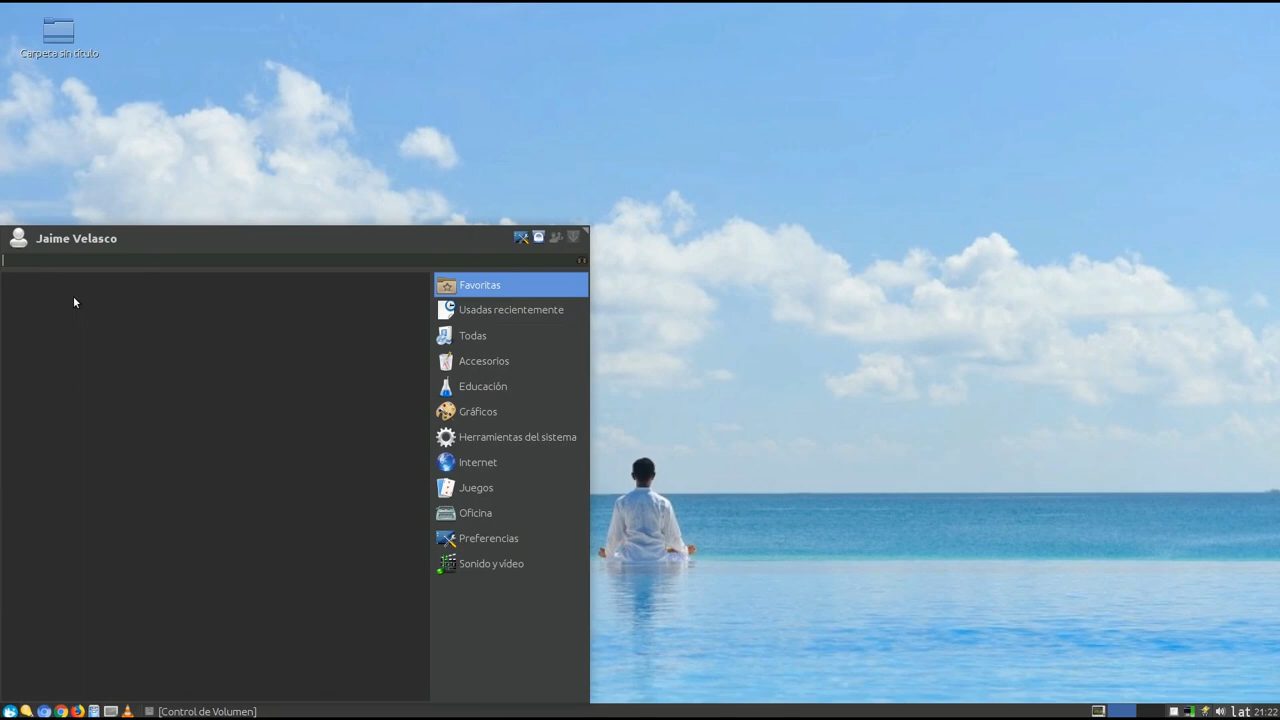 Carpeta sin título
Jaime Velasco
Favoritas
Usadas recientemente
Todas
Accesorios
Educación
Gráficos
Herramientas del sistema
Internet
Juegos
Oficina
Preferencias
Sonido y vídeo
[Control de Volumen]
lat 21:22